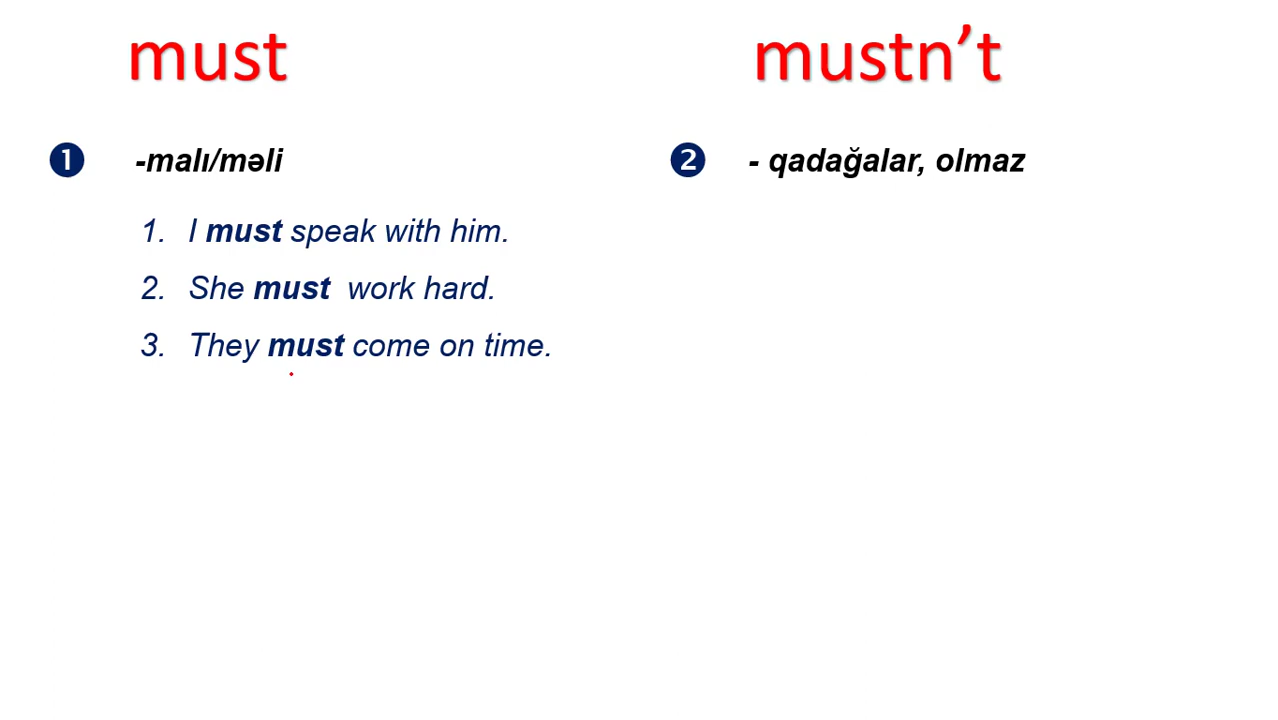 must
mustn’t
❶ -malı/məli
❷ - qadağalar, olmaz
1. I must speak with him.
2. She must work hard.
3. They must come on time.